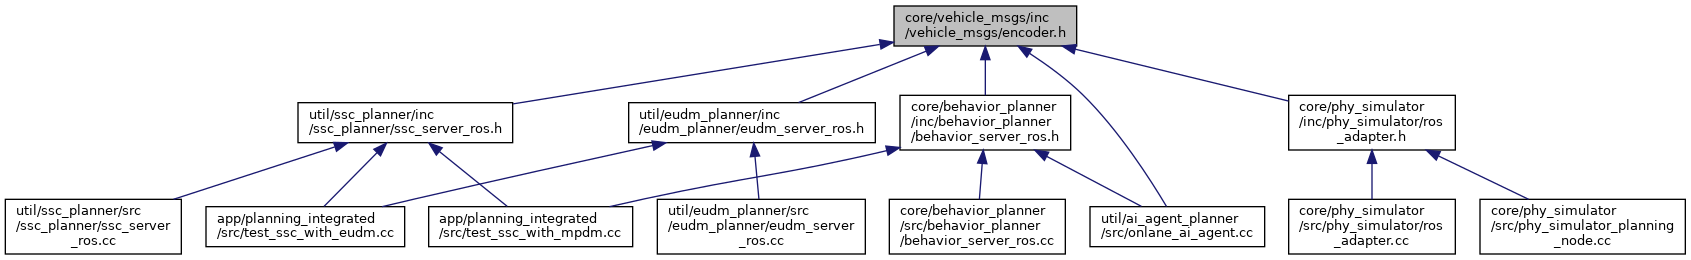 core/vehicle_msgs/inc
/vehicle_msgs/encoder.h
util/ssc_planner/inc
/ssc_planner/ssc_server_ros.h
util/eudm_planner/inc
/eudm_planner/eudm_server_ros.h
core/behavior_planner
/inc/behavior_planner
/behavior_server_ros.h
core/phy_simulator
/inc/phy_simulator/ros
_adapter.h
util/ssc_planner/src
/ssc_planner/ssc_server
_ros.cc
app/planning_integrated
/src/test_ssc_with_eudm.cc
app/planning_integrated
/src/test_ssc_with_mpdm.cc
util/eudm_planner/src
/eudm_planner/eudm_server
_ros.cc
core/behavior_planner
/src/behavior_planner
/behavior_server_ros.cc
util/ai_agent_planner
/src/onlane_ai_agent.cc
core/phy_simulator
/src/phy_simulator/ros
_adapter.cc
core/phy_simulator
/src/phy_simulator_planning
_node.cc